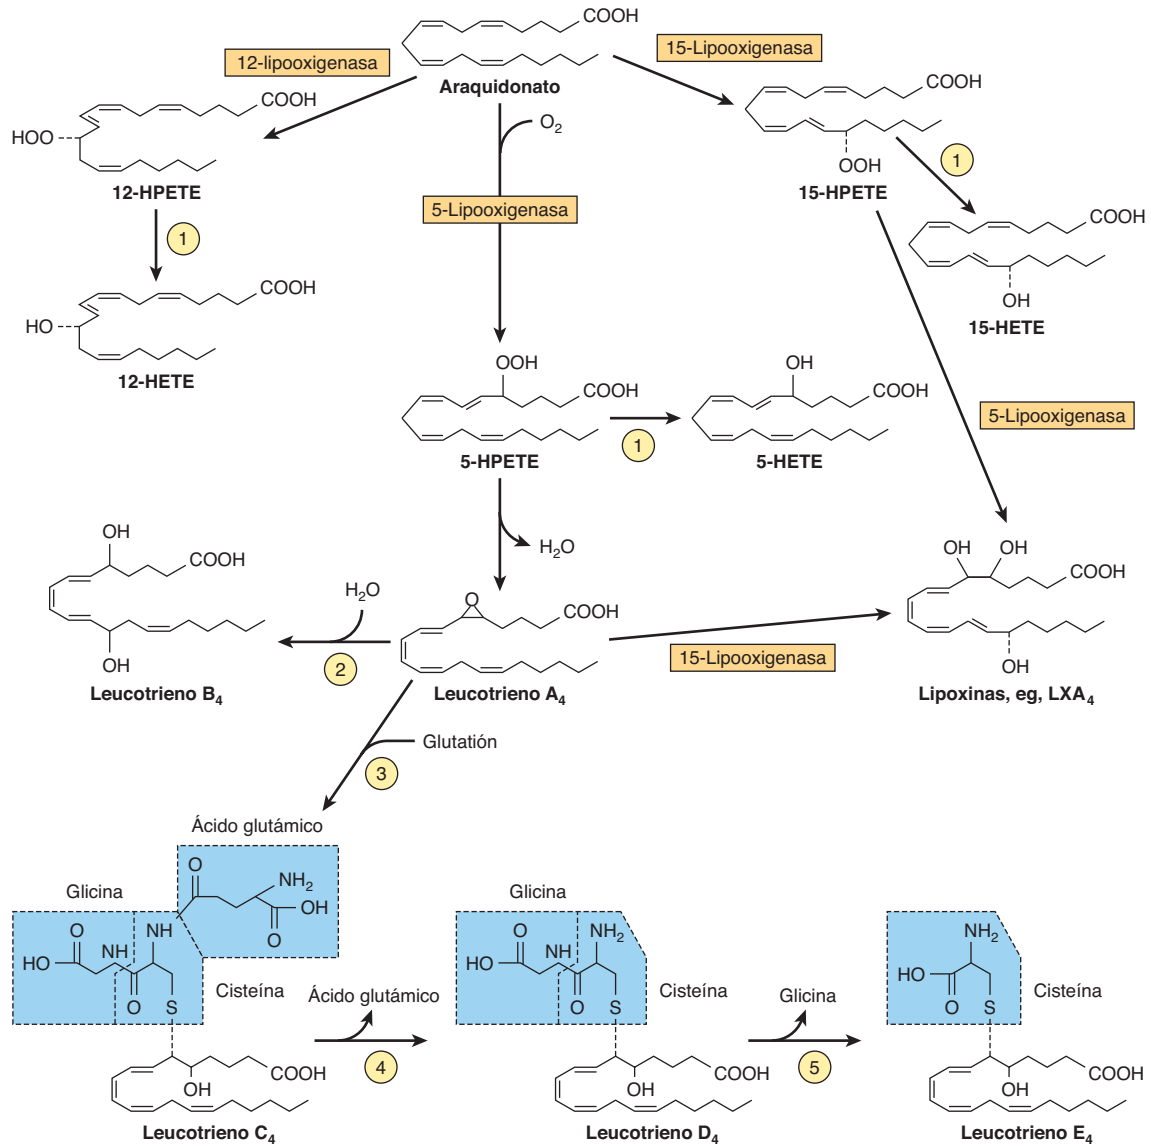 COOH
12-lipooxigenasa
15-Lipooxigenasa
Araquidonato
COOH
HOO
12-HPETE
O2
COOH
OOH
15-HPETE
1
5-Lipooxigenasa
1
COOH
OH
15-HETE
COOH
HO
12-HETE
OOH
COOH
5-HPETE
1
OH
COOH
5-HETE
5-Lipooxigenasa
OH
COOH
OH
Leucotrieno B4
H2O
H2O
2
O
COOH
Leucotrieno A4
15-Lipooxigenasa
OH
OH
COOH
OH
Lipoxinas, eg, LXA4
Glutatión
3
Ácido glutámico
O
NH2
OH
O
Glicina
O
HO
NH
NH
O
S
Cisteína
OH
COOH
Leucotrieno C4
Ácido glutámico
4
Glicina
O
HO
NH
NH2
O
S
Cisteína
OH
COOH
Leucotrieno D4
Glicina
5
NH2
HO
O
S
Cisteína
OH
COOH
Leucotrieno E4